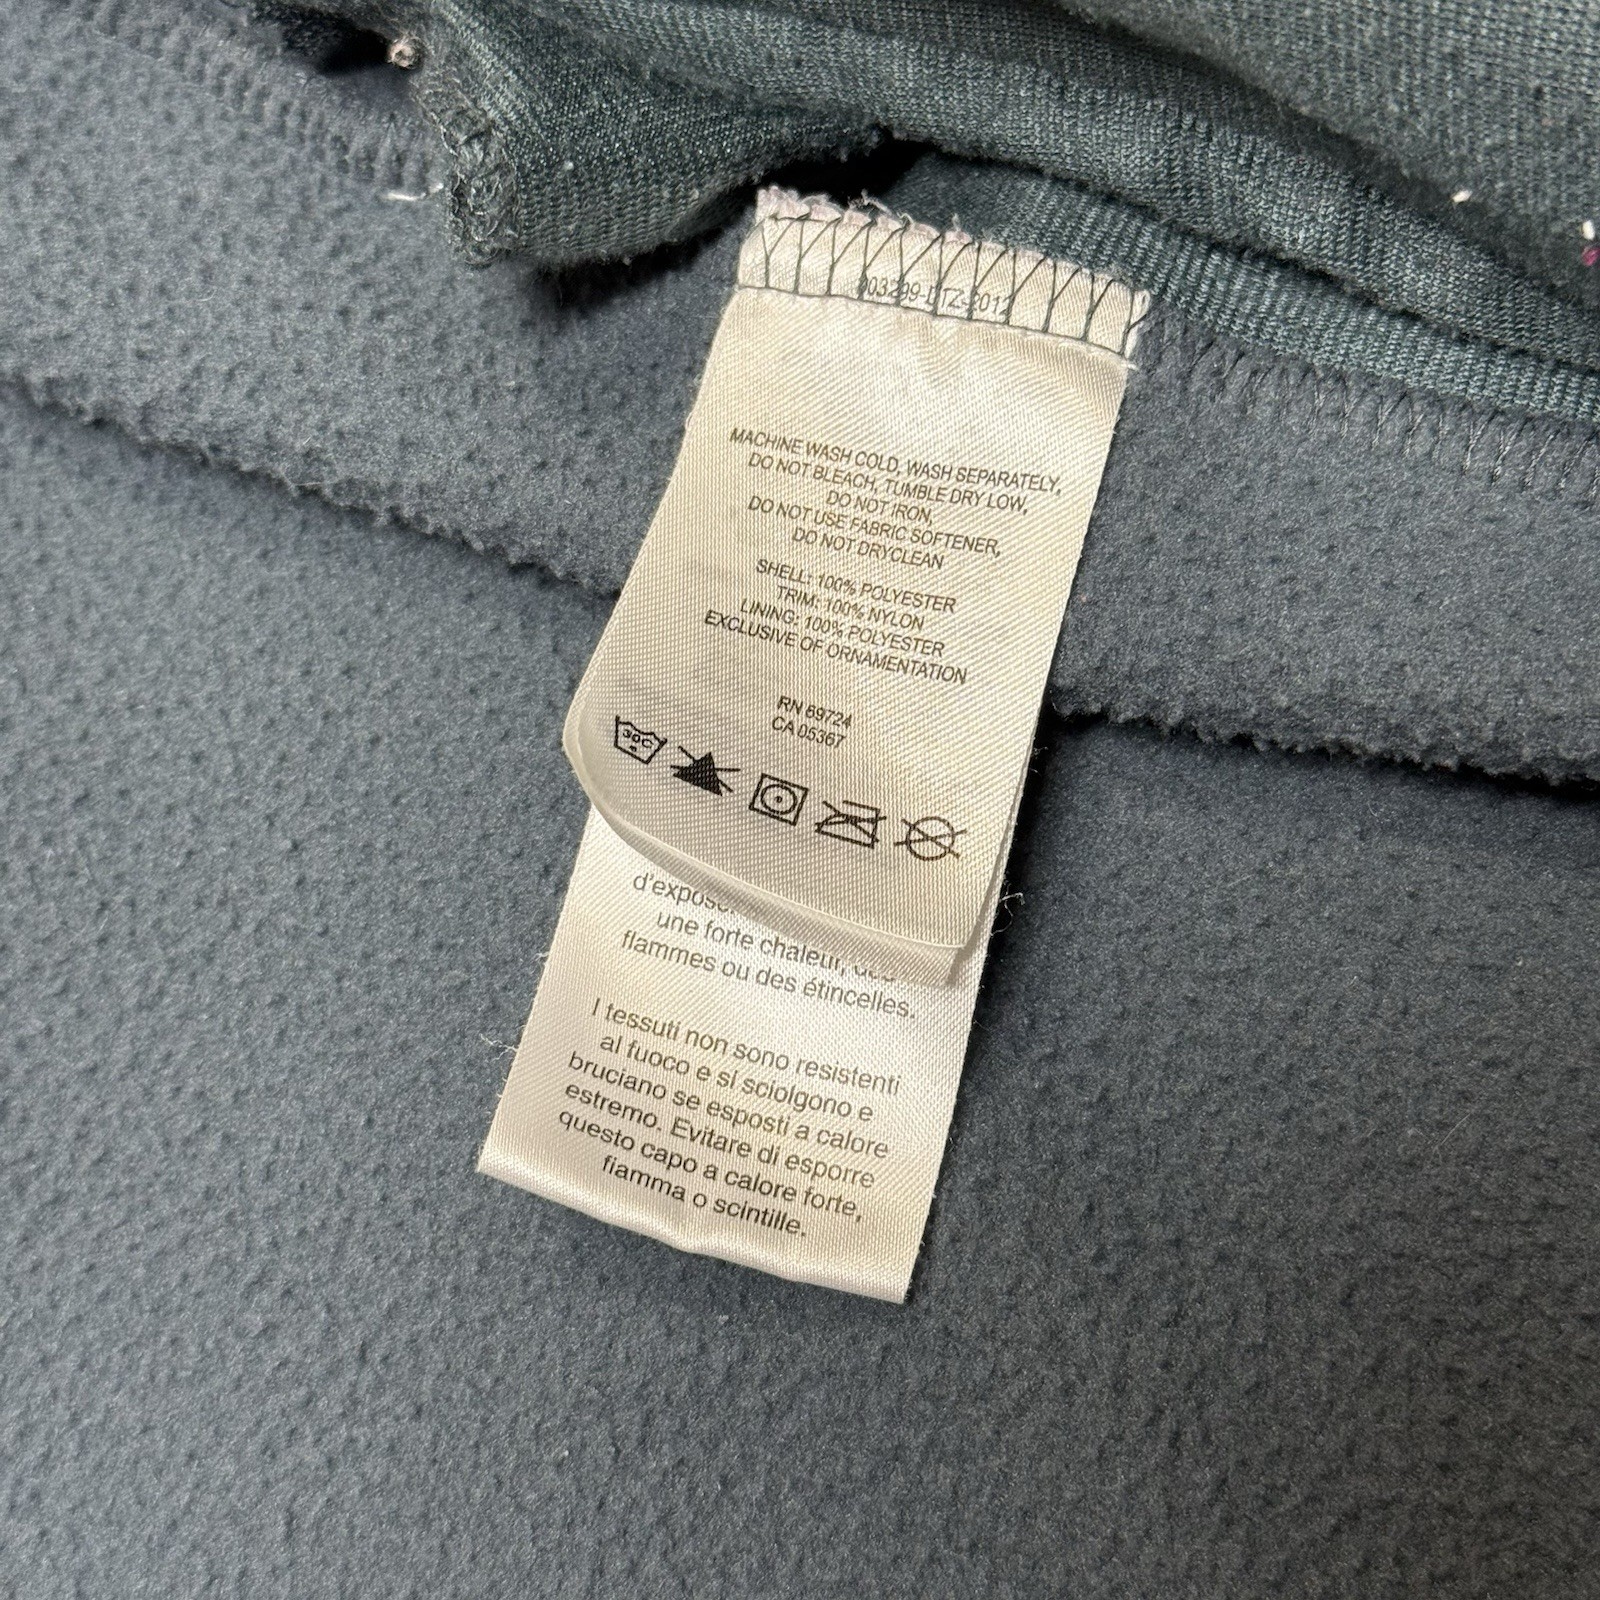 MACHINE WASH COLD, WASH SEPARATELY,
DO NOT BLEACH, TUMBLE DRY LOW,
DO NOT IRON,
DO NOT USE FABRIC SOFTENER,
DO NOT DRYCLEAN
SHELL: 100% POLYESTER
TRIM: 100% NYLON
LINING: 100% POLYESTER
EXCLUSIVE OF ORNAMENTATION
RN 69724
CA 05367
30C
une forte chaleur,
flammes ou des étincelles.
I tessuti non sono resistenti
al fuoco e si sciolgono e
bruciano se esposti a calore
estremo. Evitare di esporre
questo capo a calore forte,
fiamma o scintille.